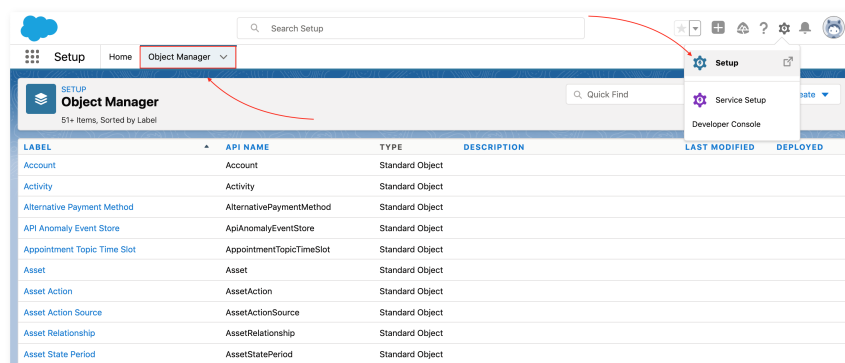 Search Setup
Setup Home Object Manager
Setup
SETUP
Object Manager
51+ Items, Sorted by Label
Quick Find
eate
Service Setup
Developer Console
LABEL API NAME TYPE DESCRIPTION LAST MODIFIED DEPLOYED
Account Account Standard Object
Activity Activity Standard Object
Alternative Payment Method AlternativePaymentMethod Standard Object
API Anomaly Event Store ApiAnomalyEventStore Standard Object
Appointment Topic Time Slot AppointmentTopicTimeSlot Standard Object
Asset Asset Standard Object
Asset Action AssetAction Standard Object
Asset Action Source AssetActionSource Standard Object
Asset Relationship AssetRelationship Standard Object
Asset State Period AssetStatePeriod Standard Object